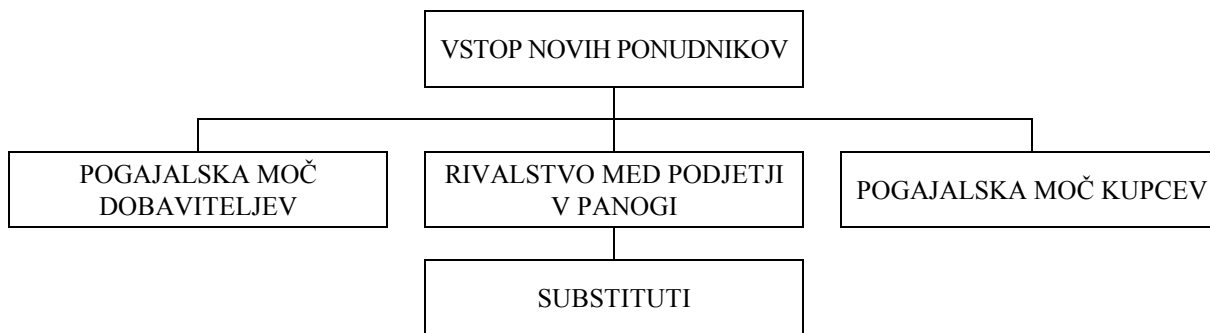 VSTOP NOVIH PONUDNIKOV
POGAJALSKA MOČ
DOBAVITELJEV
RIVALSTVO MED PODJETJI
V PANOGI
POGAJALSKA MOČ KUPCEV
SUBSTITUTI